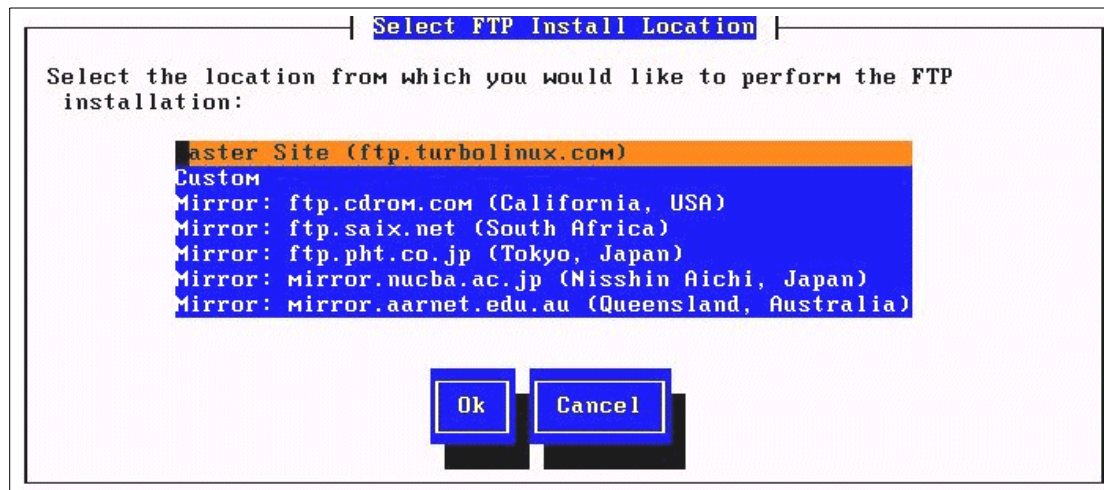 Select FTP Install Location
Select the location from which you would like to perform the FTP
installation:
Master Site (ftp.turbolinux.com)
Custom
Mirror: ftp.cdrom.com (California, USA)
Mirror: ftp.saix.net (South Africa)
Mirror: ftp.pht.co.jp (Tokyo, Japan)
Mirror: mirror.nucba.ac.jp (Nisshin Aichi, Japan)
Mirror: mirror.aarnet.edu.au (Queensland, Australia)
Ok Cancel